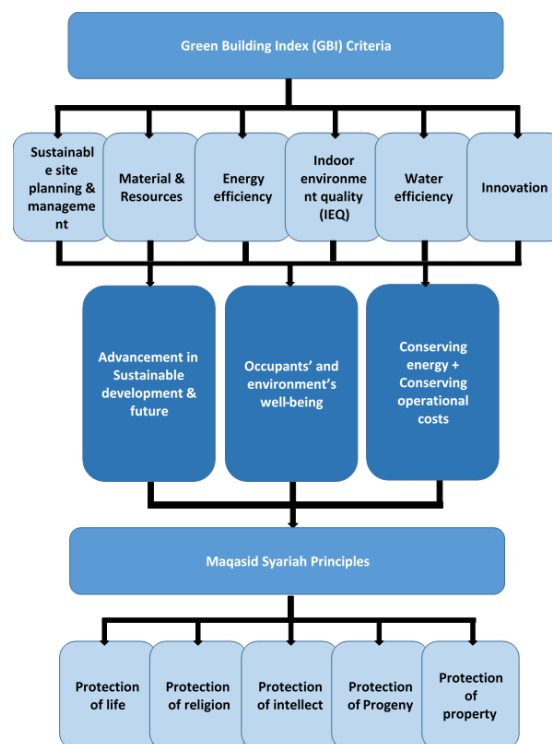 Green Building Index (GBI) Criteria
Sustainabl
e site
planning &
manageme
nt
Material &
Resources
Energy
efficiency
Indoor
environme
nt quality
(IEQ)
Water
efficiency
Innovation
Advancement in
Sustainable
development &
future
Occupants’ and
environment’s
well-being
Conserving
energy +
Conserving
operational
costs
Maqasid Syariah Principles
Protection
of life
Protection
of religion
Protection
of intellect
Protection
of Progeny
Protection
of
property